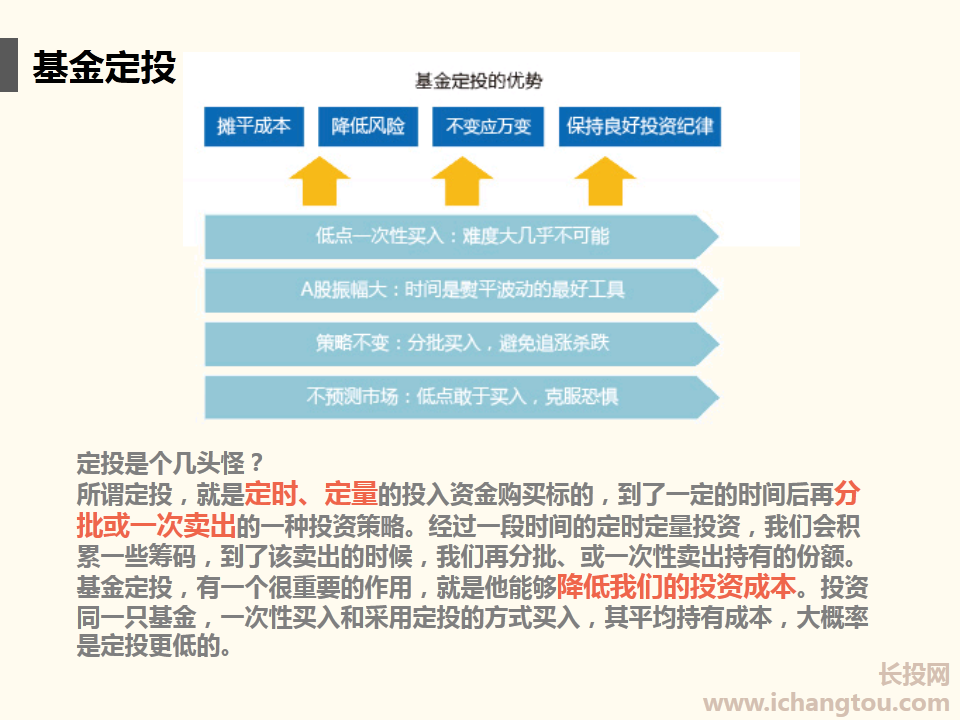 基金定投
基金定投的优势
摊平成本
降低风险
不变应万变
保持良好投资纪律
低点一次性买入：难度大几乎不可能
A股振幅大：时间是熨平波动的最好工具
策略不变：分批买入，避免追涨杀跌
不预测市场：低点敢于买入，克服恐惧
定投是个几头怪？
所谓定投，就是定时、定量的投入资金购买标的，到了一定的时间后再分
批或一次卖出的一种投资策略。经过一段时间的定时定量投资，我们会积
累一些筹码，到了该卖出的时候，我们再分批、或一次性卖出持有的份额。
基金定投，有一个很重要的作用，就是他能够降低我们的投资成本。投资
同一只基金，一次性买入和采用定投的方式买入，其平均持有成本，大概率
是定投更低的。
长投网
www.ichangtou.com